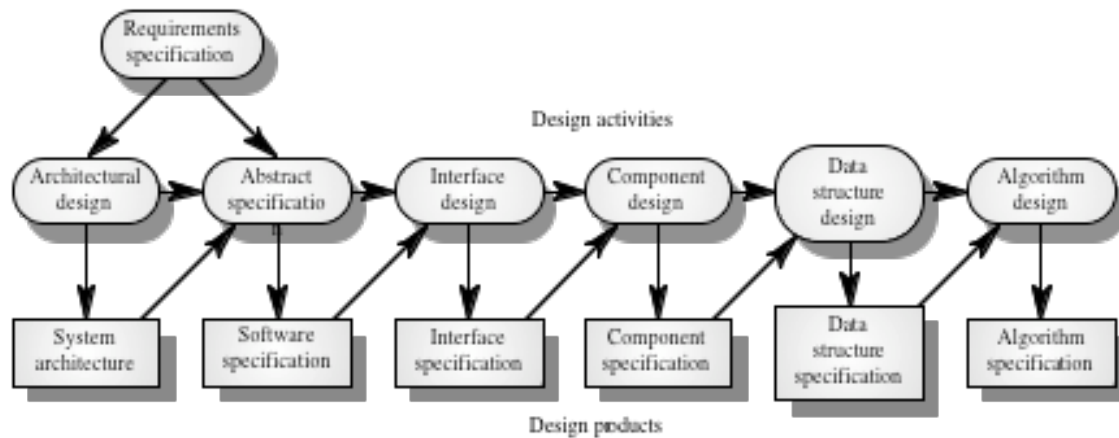 Requirements
specification
Design activities
Architectural
design
Abstract
specificatio
n
Interface
design
Component
design
Data
structure
design
Algorithm
design
System
architecture
Software
specification
Interface
specification
Component
specification
Data
structure
specification
Algorithm
specification
Design products